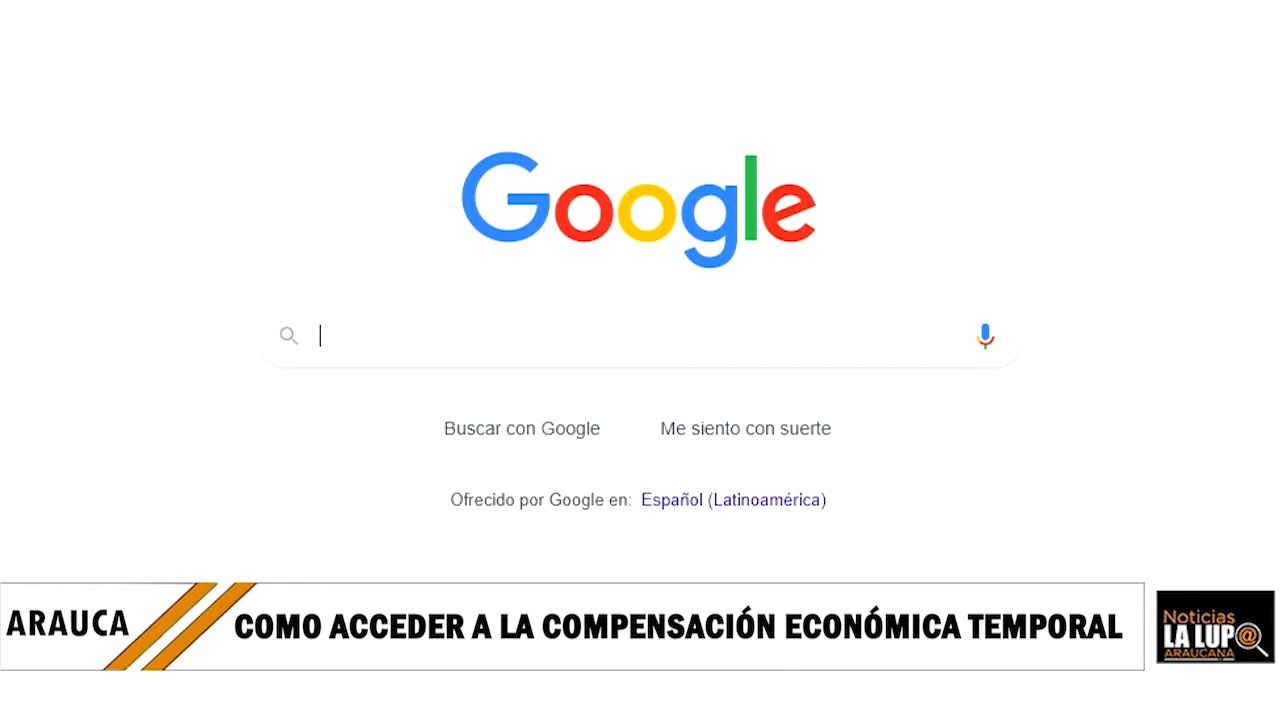 Google
Buscar con Google Me siento con suerte
Ofrecido por Google en: Español (Latinoamérica)
ARAUCA COMO ACCEDER A LA COMPENSACIÓN ECONÓMICA TEMPORAL
Noticias
LA LUP@
ARAUCANA